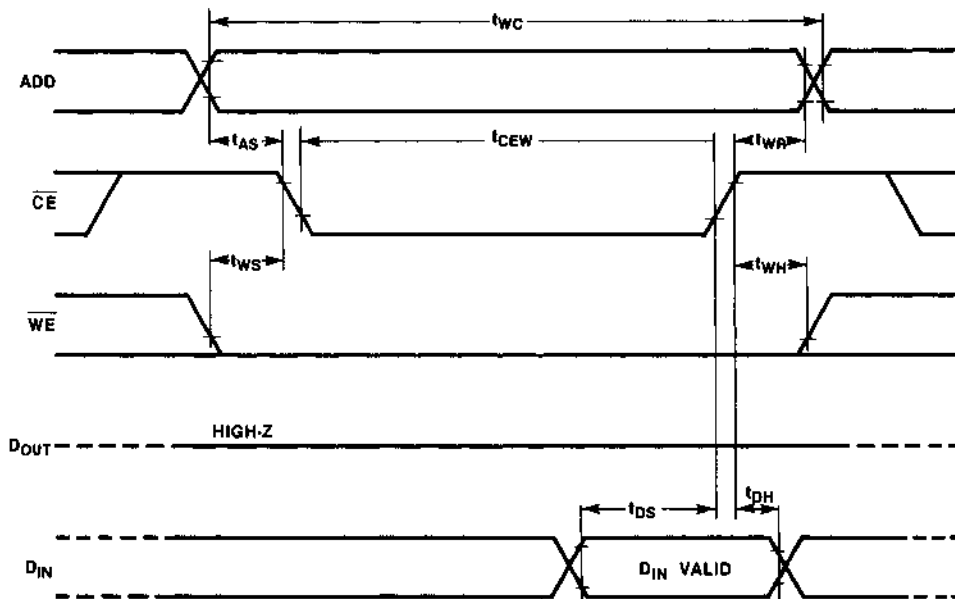 tWC
ADD
tAS
tCEW
tWR
CE
tWS
tWH
WE
HIGH-Z
DOUT
tDH
tDS
DIN
DIN VALID